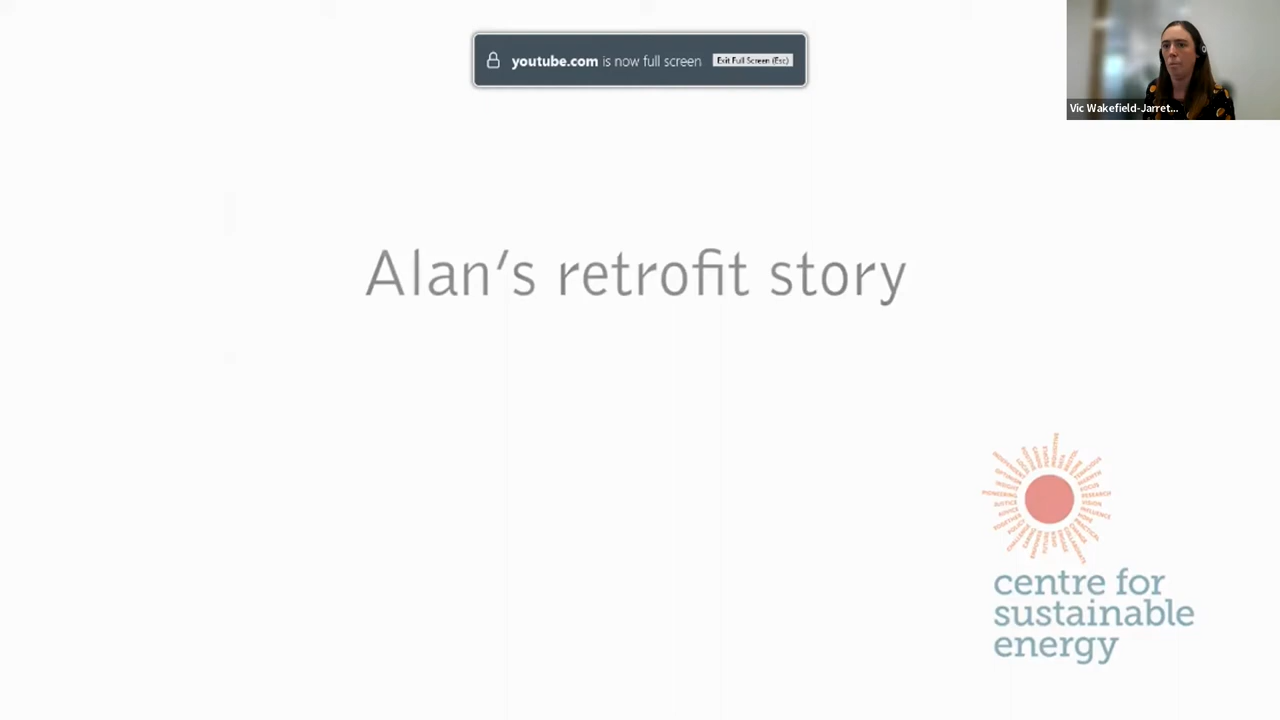 youtube.com is now full screen Exit Full Screen (Esc)
Vic Wakefield-Jarret...
Alan's retrofit story
centre for
sustainable
energy